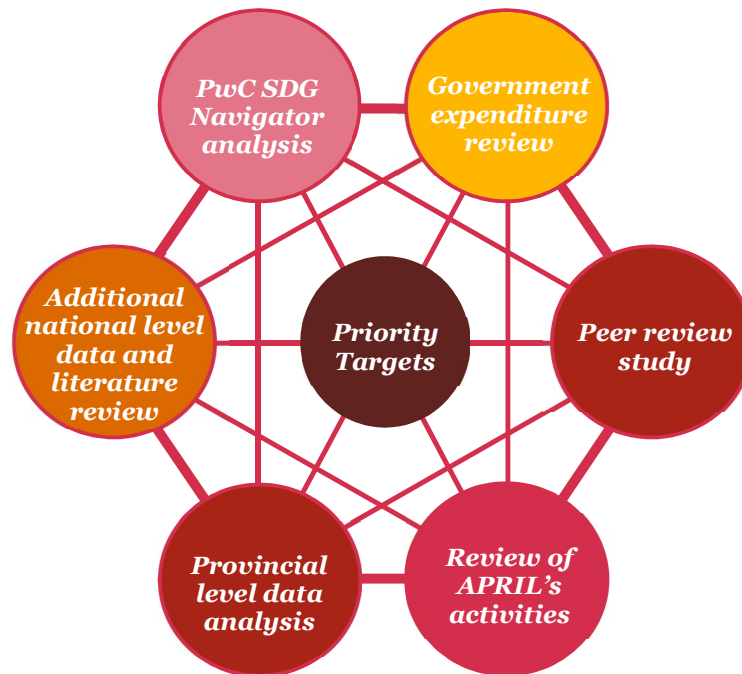 PwC SDG
Navigator
analysis
Government
expenditure
review
Additional
national level
data and
literature
review
Priority
Targets
Peer review
study
Provincial
level data
analysis
Review of
APRIL's
activities